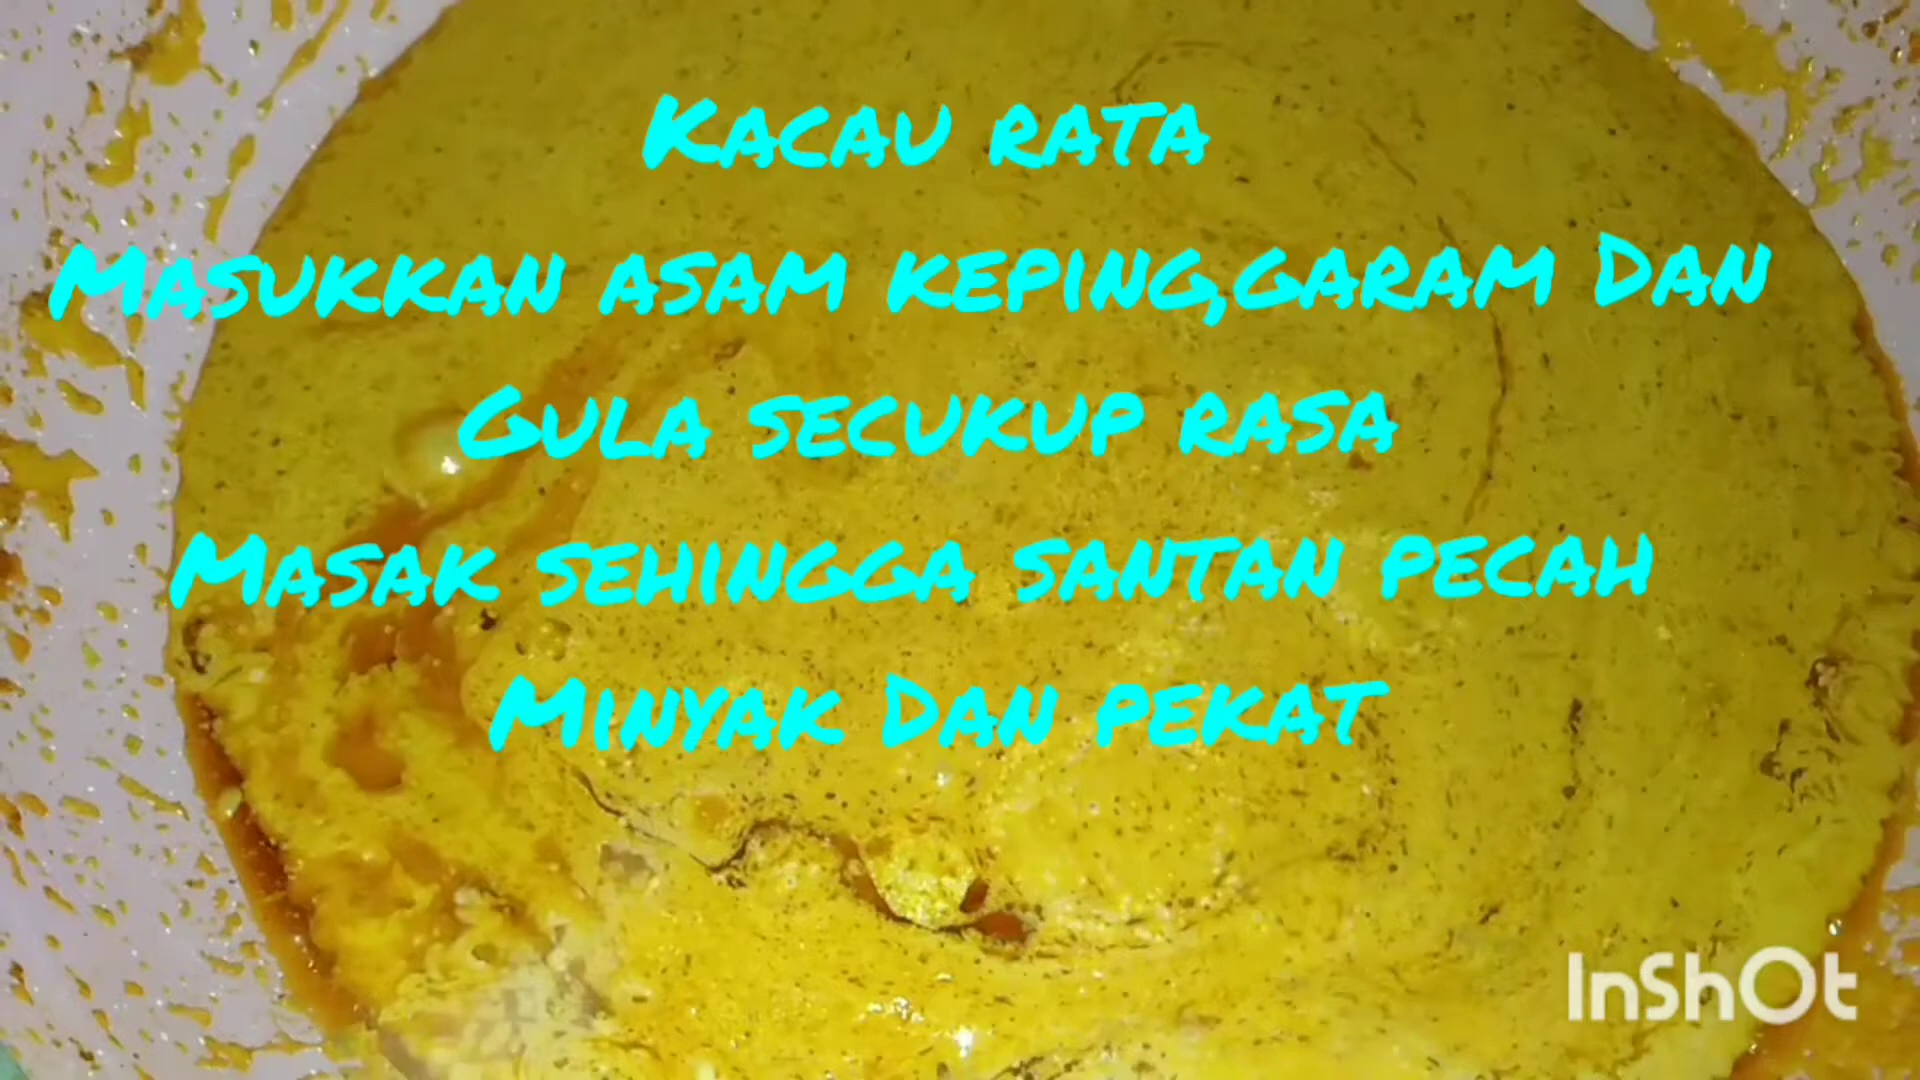 Kacau rata
Masukkan asam keping,garam Dan
Gula secukup rasa
Masak sehingga santan pecah
Minyak Dan pekat
InShOt